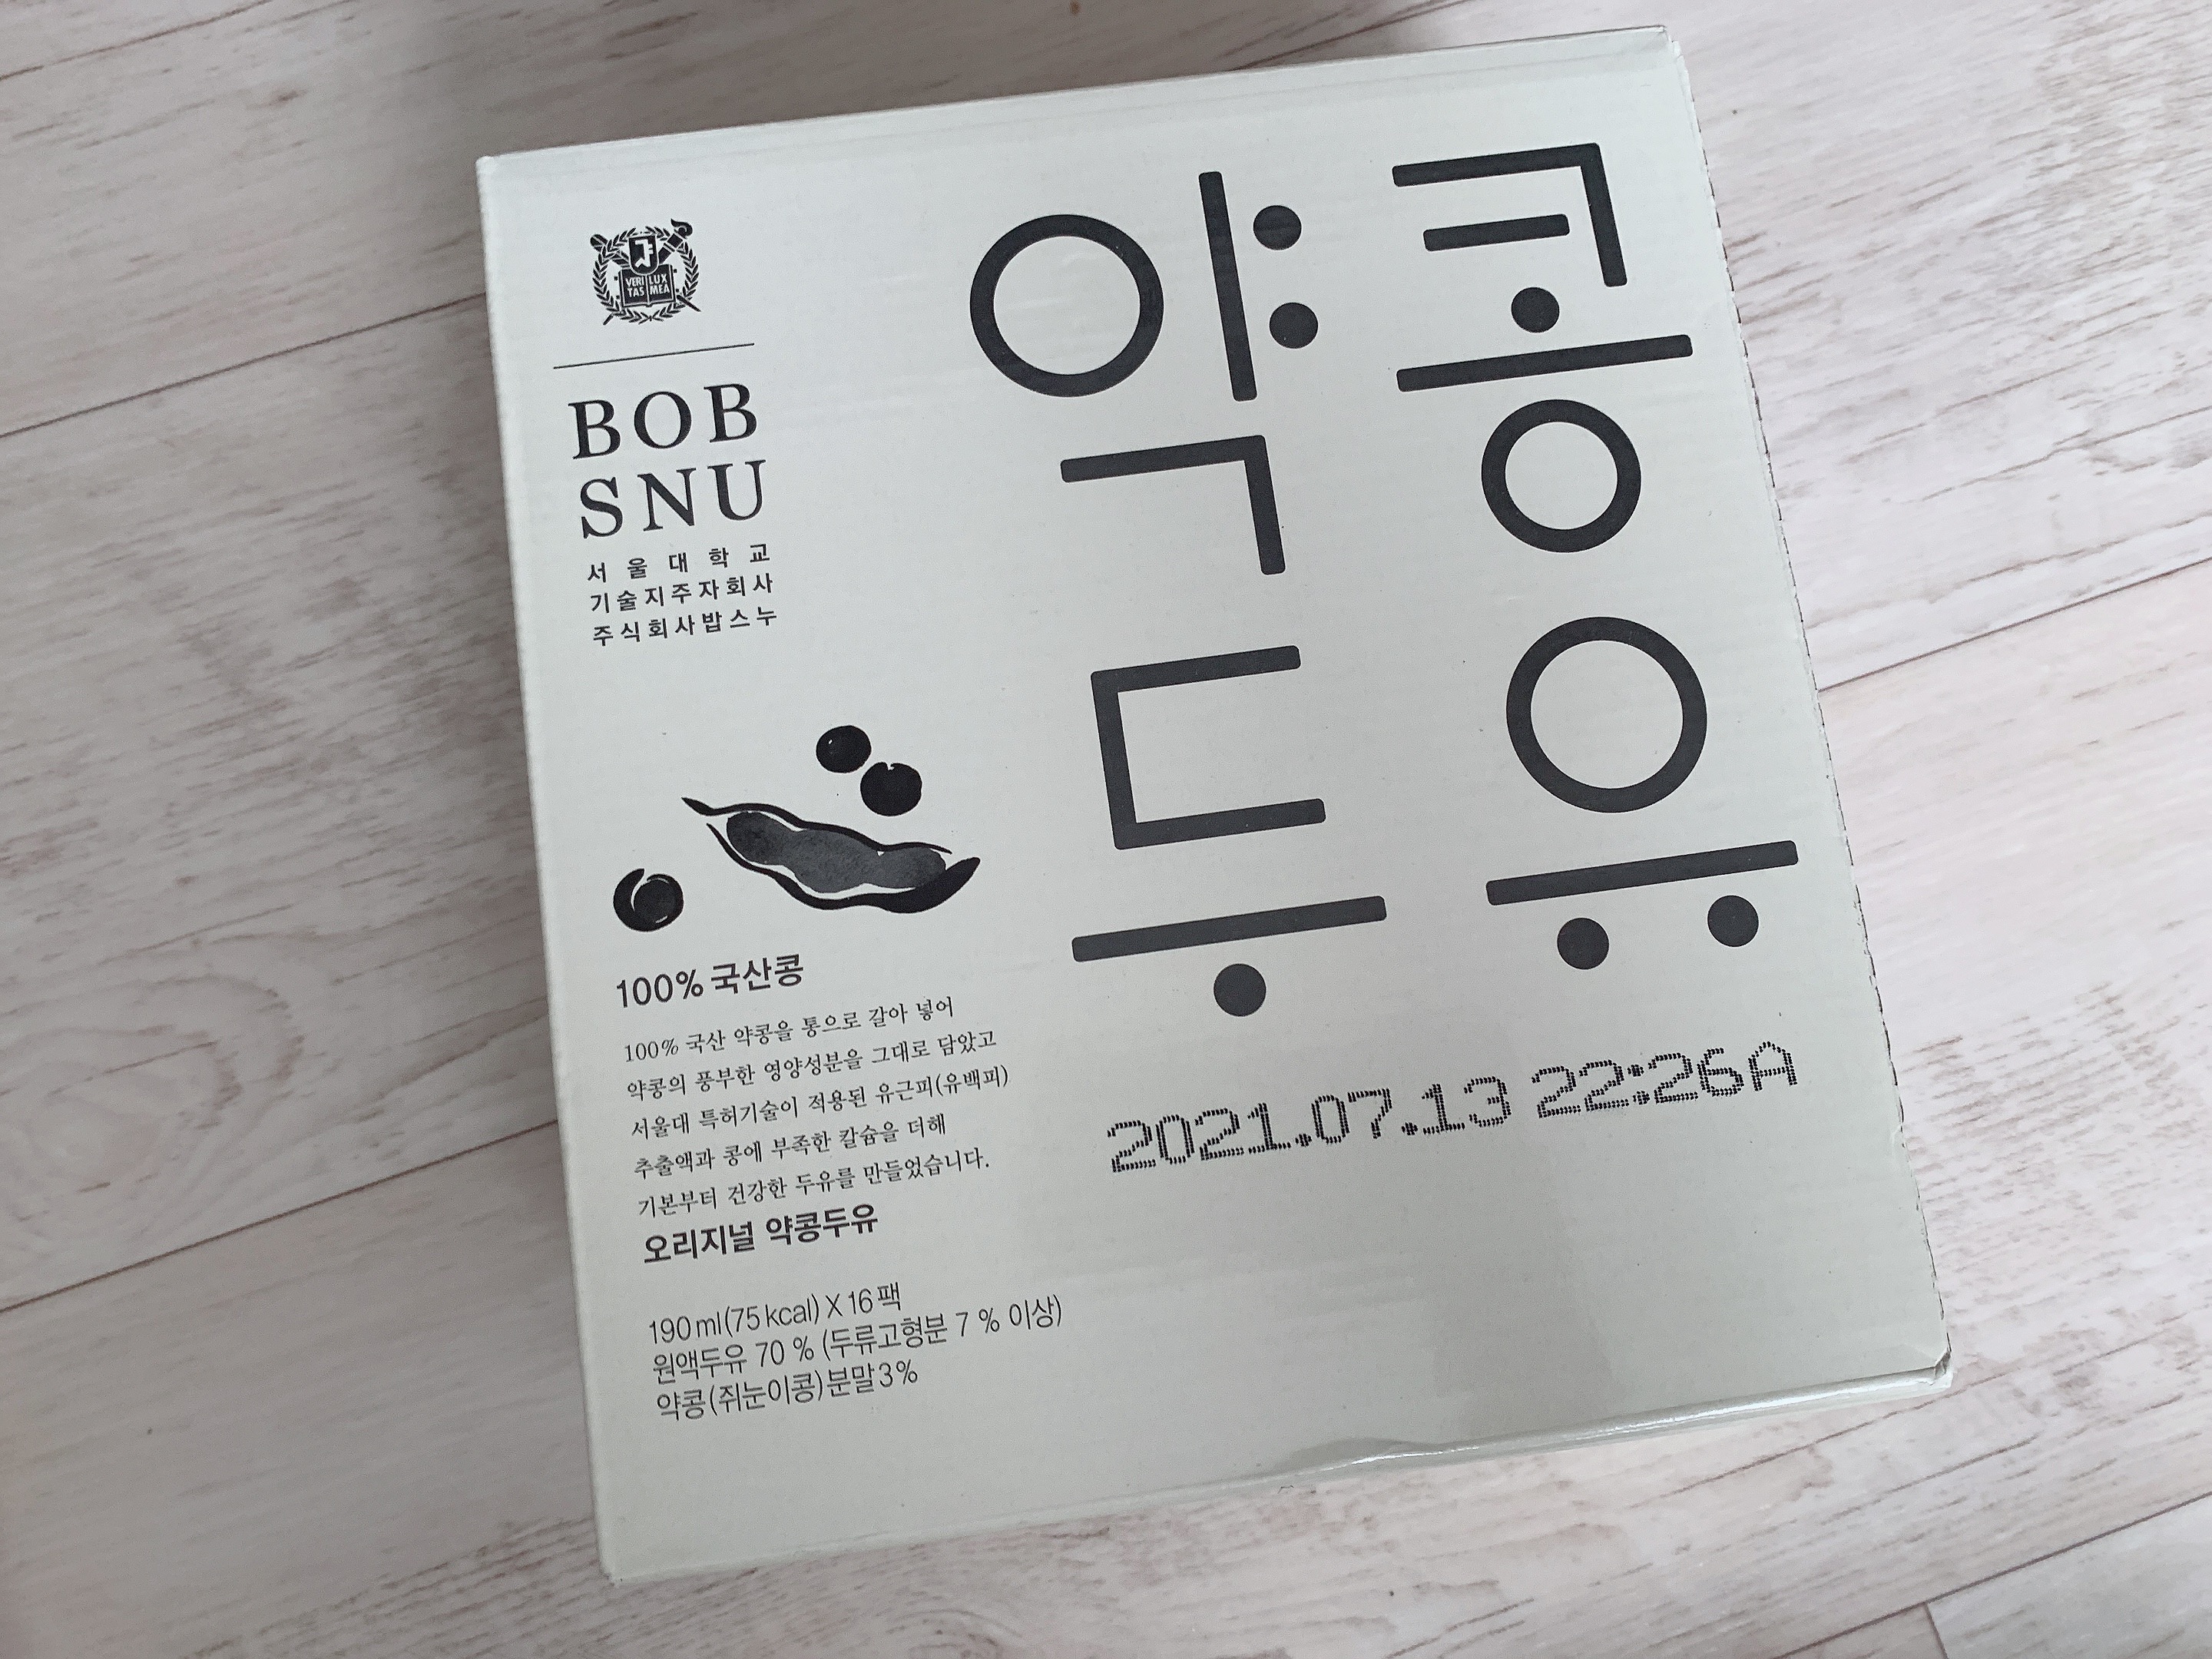 VERI LUX
TAS MEA
BOB
SNU
서울대학교
기술지주자회사
주식회사밥스누
약콩
두유
100% 국산콩
100% 국산 약콩을 통으로 갈아 넣어
약콩의 풍부한 영양성분을 그대로 담았고
서울대 특허기술이 적용된 유근피(유백피)
추출액과 콩에 부족한 칼슘을 더해
기본부터 건강한 두유를 만들었습니다.
오리지널 약콩두유
190ml(75kcal) X 16팩
원액두유 70 % (두류고형분 7 % 이상)
약콩(쥐눈이콩)분말3%
2021.07.13 22:26A